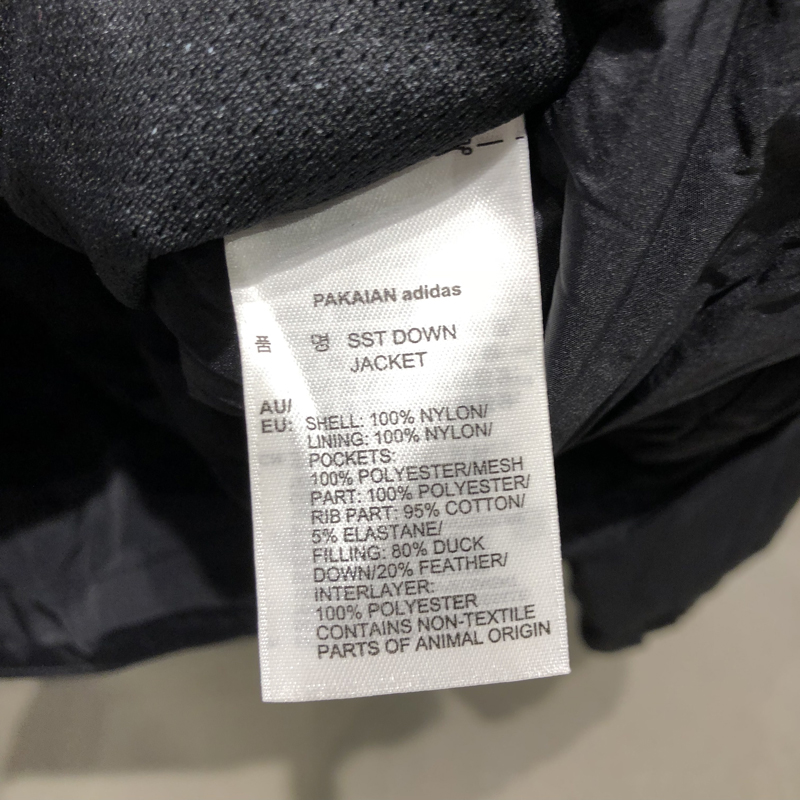 PAKAIAN adidas
품 명 SST DOWN
JACKET
AU/
EU: SHELL: 100% NYLON/
LINING: 100% NYLON/
POCKETS:
100% POLYESTER/MESH
PART: 100% POLYESTER/
RIB PART: 95% COTTON/
5% ELASTANE/
FILLING: 80% DUCK
DOWN/20% FEATHER/
INTERLAYER:
100% POLYESTER
CONTAINS NON-TEXTILE
PARTS OF ANIMAL ORIGIN